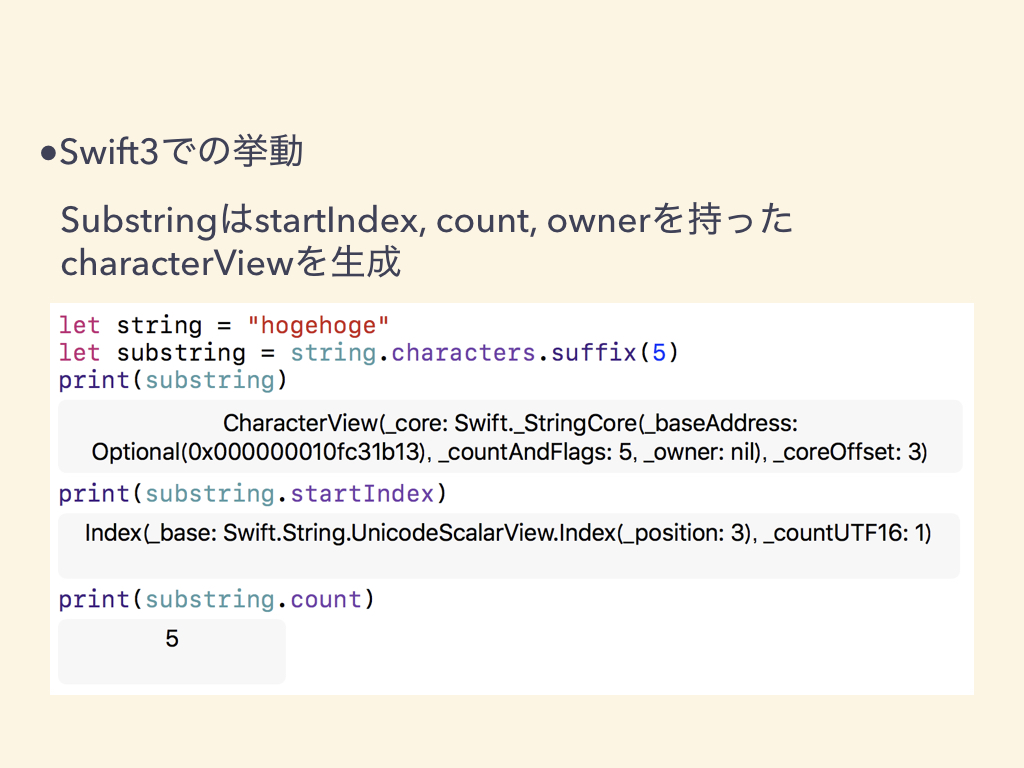 ●Swift3での挙動
SubstringはstartIndex, count, ownerを持った
characterViewを生成
let string = "hogehoge"
let substring = string.characters.suffix(5)
print(substring)
CharacterView(_core: Swift._StringCore(_baseAddress:
Optional(0x000000010fc31b13), _countAndFlags: 5, _owner: nil), _coreOffset: 3)
print(substring.startIndex)
Index(_base: Swift.String.UnicodeScalarView.Index(_position: 3), _countUTF16: 1)
print(substring.count)
5